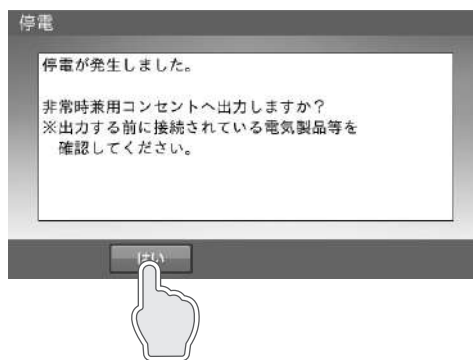 停電
停電が発生しました。
非常時兼用コンセントへ出力しますか？
※出力する前に接続されている電気製品等を
確認してください。
はい